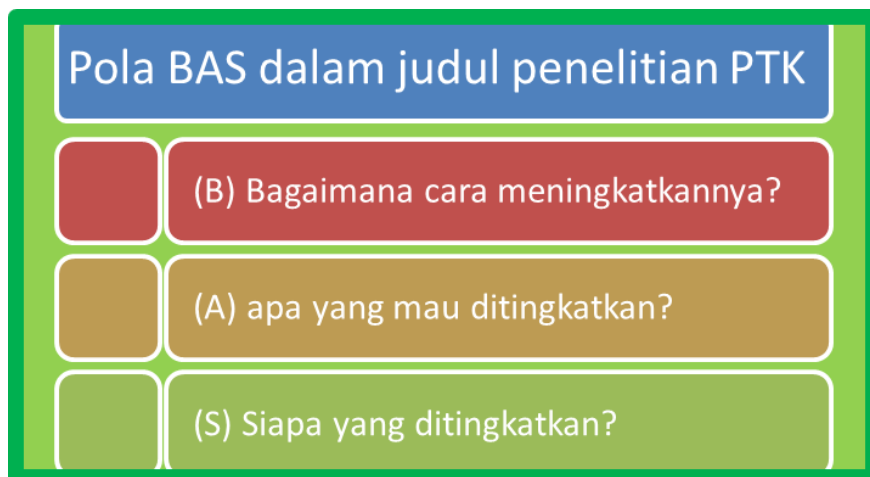 Pola BAS dalam judul penelitian PTK
(B) Bagaimana cara meningkatkannya?
(A) apa yang mau ditingkatkan?
(S) Siapa yang ditingkatkan?